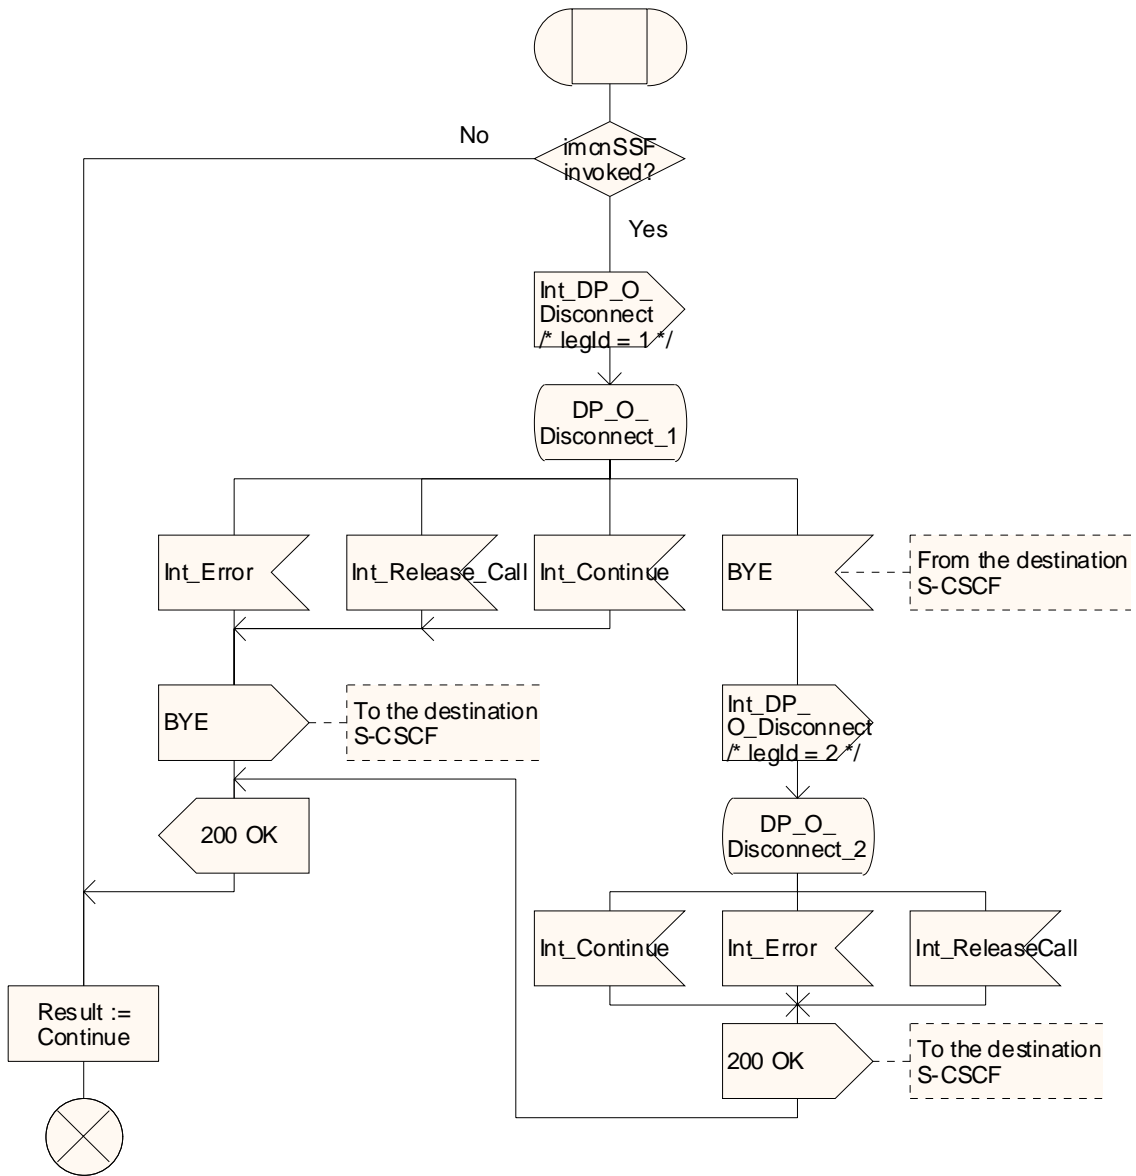 No
imcnSSF
invoked?
Yes
Int_DP_O_
Disconnect
/* legId = 1 */
DP_O_
Disconnect_1
Int_Error
Int_Release_Call
Int_Continue
BYE
From the destination
S-CSCF
BYE
To the destination
S-CSCF
Int_DP_
O_Disconnect
/* legId = 2 */
200 OK
DP_O_
Disconnect_2
Int_Continue
Int_Error
Int_ReleaseCall
Result :=
Continue
200 OK
To the destination
S-CSCF